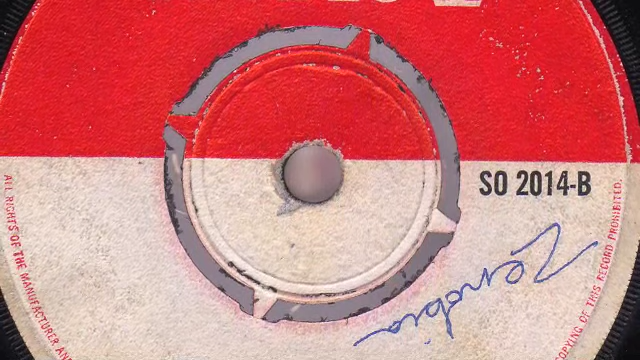 SO 2014-B
Zenobia
ALL RIGHTS OF THE MANUFACTURER AND
COPYING OF THIS RECORD PROHIBITED.